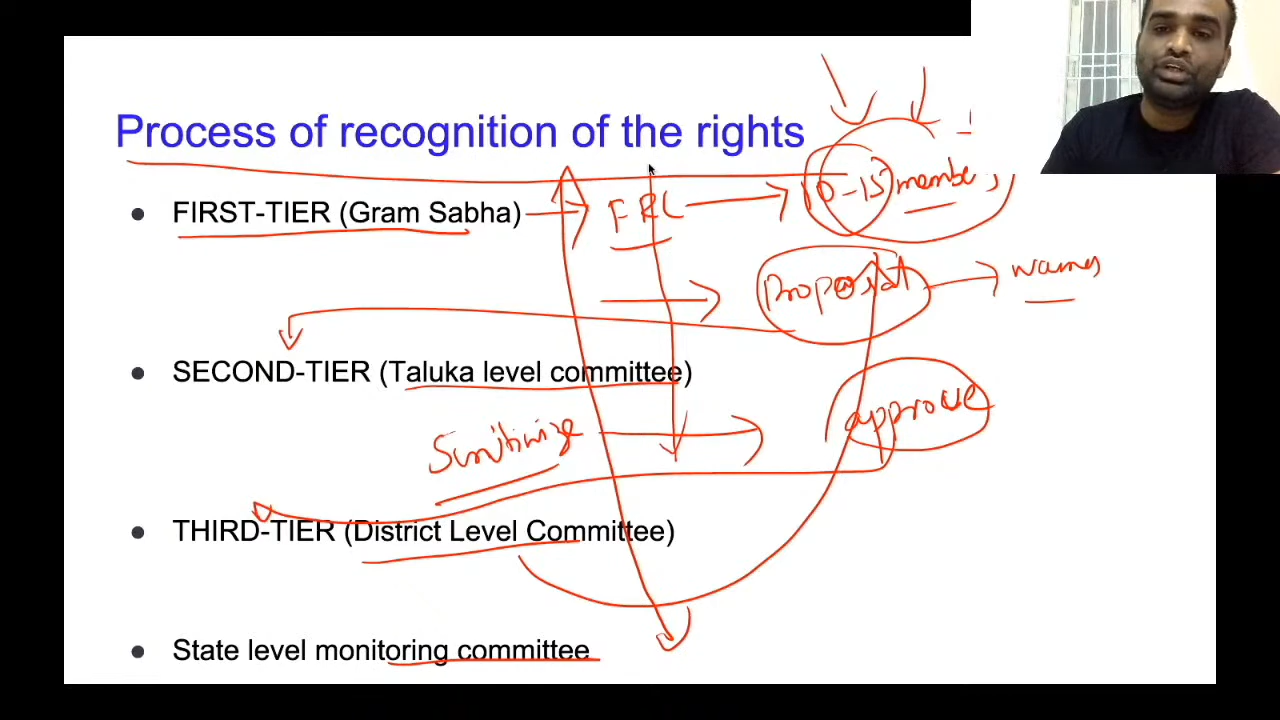 Process of recognition of the rights
● FIRST-TIER (Gram Sabha)
FRC
10-15 members
Proposal
names
● SECOND-TIER (Taluka level committee)
approve
● THIRD-TIER (District Level Committee)
● State level monitoring committee